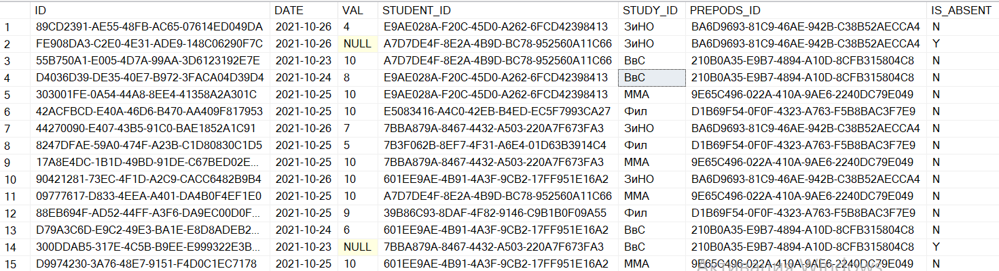 ID DATE VAL STUDENT_ID STUDY_ID PREPODS_ID IS_ABSENT
1 89CD2391-AE55-48FB-AC65-07614ED049DA 2021-10-26 4 E9AE028A-F20C-45D0-A262-6FCD42398413 ЗиНО BA6D9693-81C9-46AE-942B-C38B52AECCA4 N
2 FE908DA3-C2E0-4E31-ADE9-148C06290F7C 2021-10-26 NULL A7D7DE4F-8E2A-4B9D-BC78-952560A11C66 ЗиНО BA6D9693-81C9-46AE-942B-C38B52AECCA4 Y
3 55B750A1-E005-4D7A-99AA-3D6123192E7E 2021-10-23 10 A7D7DE4F-8E2A-4B9D-BC78-952560A11C66 ВвС 210B0A35-E9B7-4894-A10D-8CFB315804C8 N
4 D4036D39-DE35-40E7-B972-3FACA04D39D4 2021-10-24 8 E9AE028A-F20C-45D0-A262-6FCD42398413 ВвС 210B0A35-E9B7-4894-A10D-8CFB315804C8 N
5 303001FE-0A54-44A8-8EE4-41358A2A301C 2021-10-25 10 E9AE028A-F20C-45D0-A262-6FCD42398413 ММА 9E65C496-022A-410A-9AE6-2240DC79E049 N
6 42ACFBCD-E40A-46D6-B470-AA409F817953 2021-10-25 10 E5083416-A4C0-42EB-B4ED-EC5F7993CA27 Фил D1B69F54-0F0F-4323-A763-F5B8BAC3F7E9 N
7 44270090-E407-43B5-91C0-BAE1852A1C91 2021-10-26 7 7BBA879A-8467-4432-A503-220A7F673FA3 ЗиНО BA6D9693-81C9-46AE-942B-C38B52AECCA4 N
8 8247DFAE-59A0-474F-A23B-C1D80830C1D5 2021-10-25 5 7B3F062B-8EF7-4F31-A6E4-01D63B3914C4 Фил D1B69F54-0F0F-4323-A763-F5B8BAC3F7E9 N
9 17A8E4DC-1B1D-49BD-91DE-C67BED02E... 2021-10-25 10 7BBA879A-8467-4432-A503-220A7F673FA3 ММА 9E65C496-022A-410A-9AE6-2240DC79E049 N
10 90421281-73EC-4F1D-A2C9-CACC6482B9B4 2021-10-26 10 601EE9AE-4B91-4A3F-9CB2-17FF951E16A2 ЗиНО BA6D9693-81C9-46AE-942B-C38B52AECCA4 N
11 09777617-D833-4EEA-A401-DA4B0F4EF1E0 2021-10-25 10 A7D7DE4F-8E2A-4B9D-BC78-952560A11C66 ММА 9E65C496-022A-410A-9AE6-2240DC79E049 N
12 88EB694F-AD52-44FF-A3F6-DA9EC00D0F... 2021-10-25 9 39B86C93-8DAF-4F82-9146-C9B1B0F09A55 Фил D1B69F54-0F0F-4323-A763-F5B8BAC3F7E9 N
13 D79A3C6D-E9C2-49E3-BA1E-E8D8ADEB2... 2021-10-24 6 601EE9AE-4B91-4A3F-9CB2-17FF951E16A2 ВвС 210B0A35-E9B7-4894-A10D-8CFB315804C8 N
14 300DDAB5-317E-4C5B-B9EE-E999322E3B... 2021-10-23 NULL 7BBA879A-8467-4432-A503-220A7F673FA3 ВвС 210B0A35-E9B7-4894-A10D-8CFB315804C8 Y
15 D9974230-3A76-48E7-9151-F4D0C1EC7178 2021-10-25 10 601EE9AE-4B91-4A3F-9CB2-17FF951E16A2 ММА 9E65C496-022A-410A-9AE6-2240DC79E049 N
Активация Windows